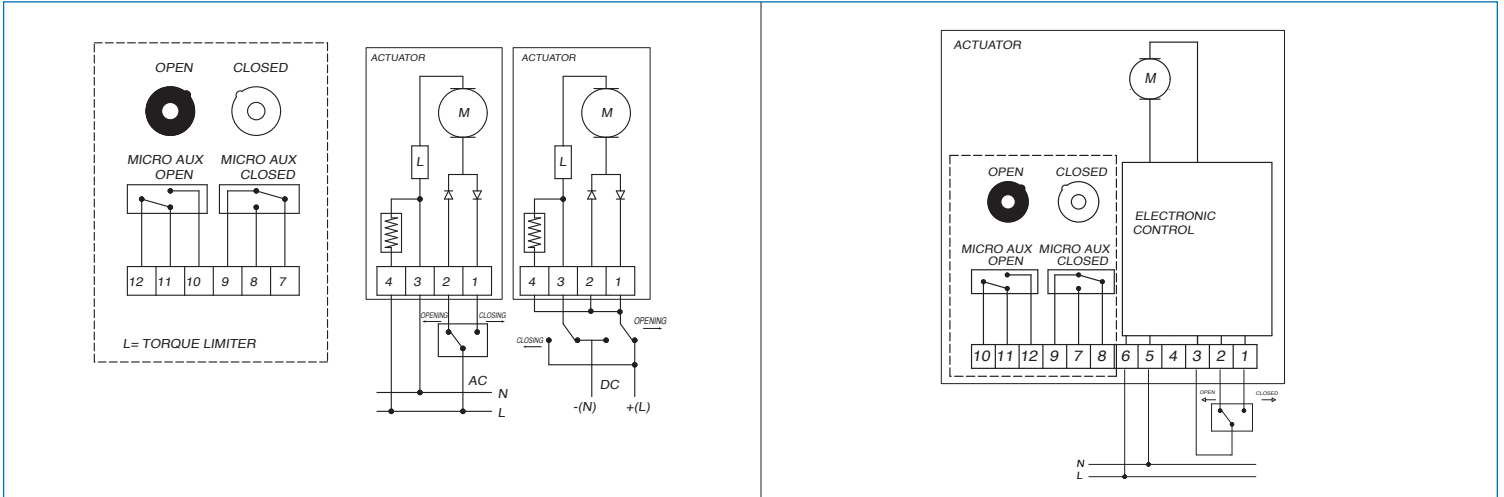 OPEN CLOSED
MICRO AUX MICRO AUX
OPEN CLOSED
12 11 10 9 8 7
L= TORQUE LIMITER
ACTUATOR
M
L
4 3 2 1
OPENING CLOSING
AC
N
L
ACTUATOR
M
L
4 3 2 1
OPENING
CLOSING
DC
-(N) +(L)
ACTUATOR
M
OPEN CLOSED
ELECTRONIC
CONTROL
MICRO AUX MICRO AUX
OPEN CLOSED
10 11 12 9 7 8 6 5 4 3 2 1
OPEN CLOSED
N
L